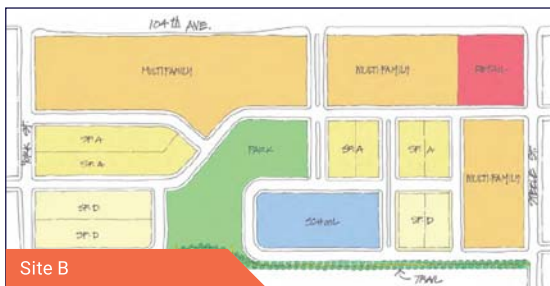 104th AVE.
MULTIFAMILY
MULTIFAMILY
RETAIL
SF.A
SF.A
PARK
SF.A
SF.A
MULTIFAMILY
SF.D
SF.D
SCHOOL
SF.D
TRAIL
Site B